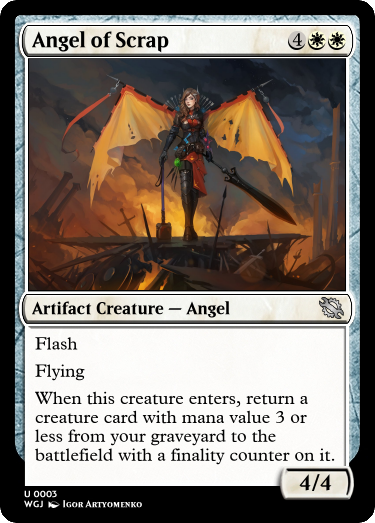 Angel of Scrap 4
Artifact Creature — Angel
Flash
Flying
When this creature enters, return a
creature card with mana value 3 or
less from your graveyard to the
battlefield with a finality counter on it.
4/4
U 0003
WGJ Igor Artyomenko